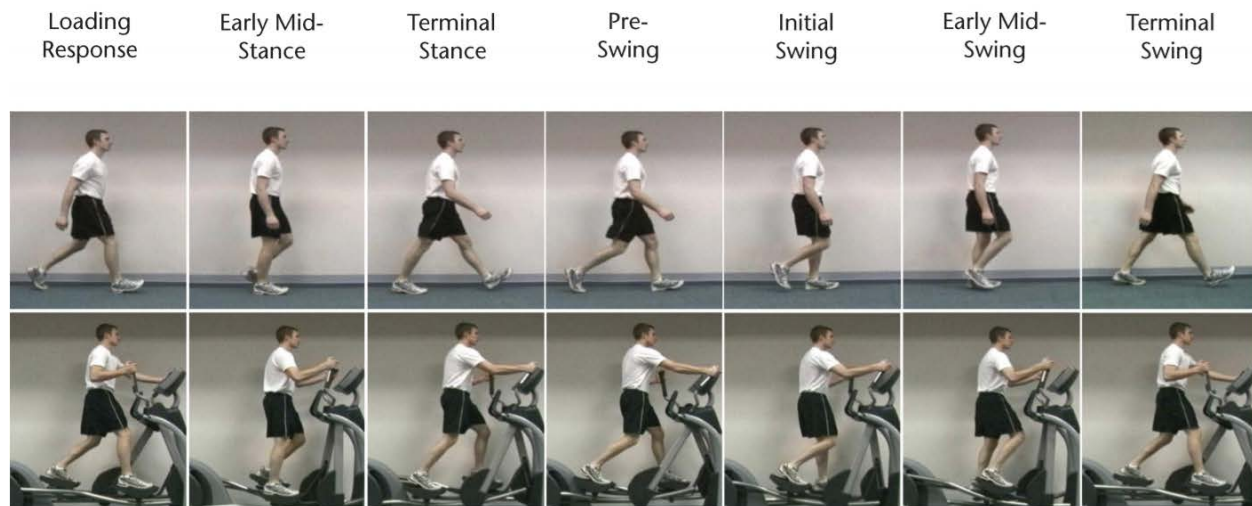 Loading
Response
Early Mid-
Stance
Terminal
Stance
Pre-
Swing
Initial
Swing
Early Mid-
Swing
Terminal
Swing